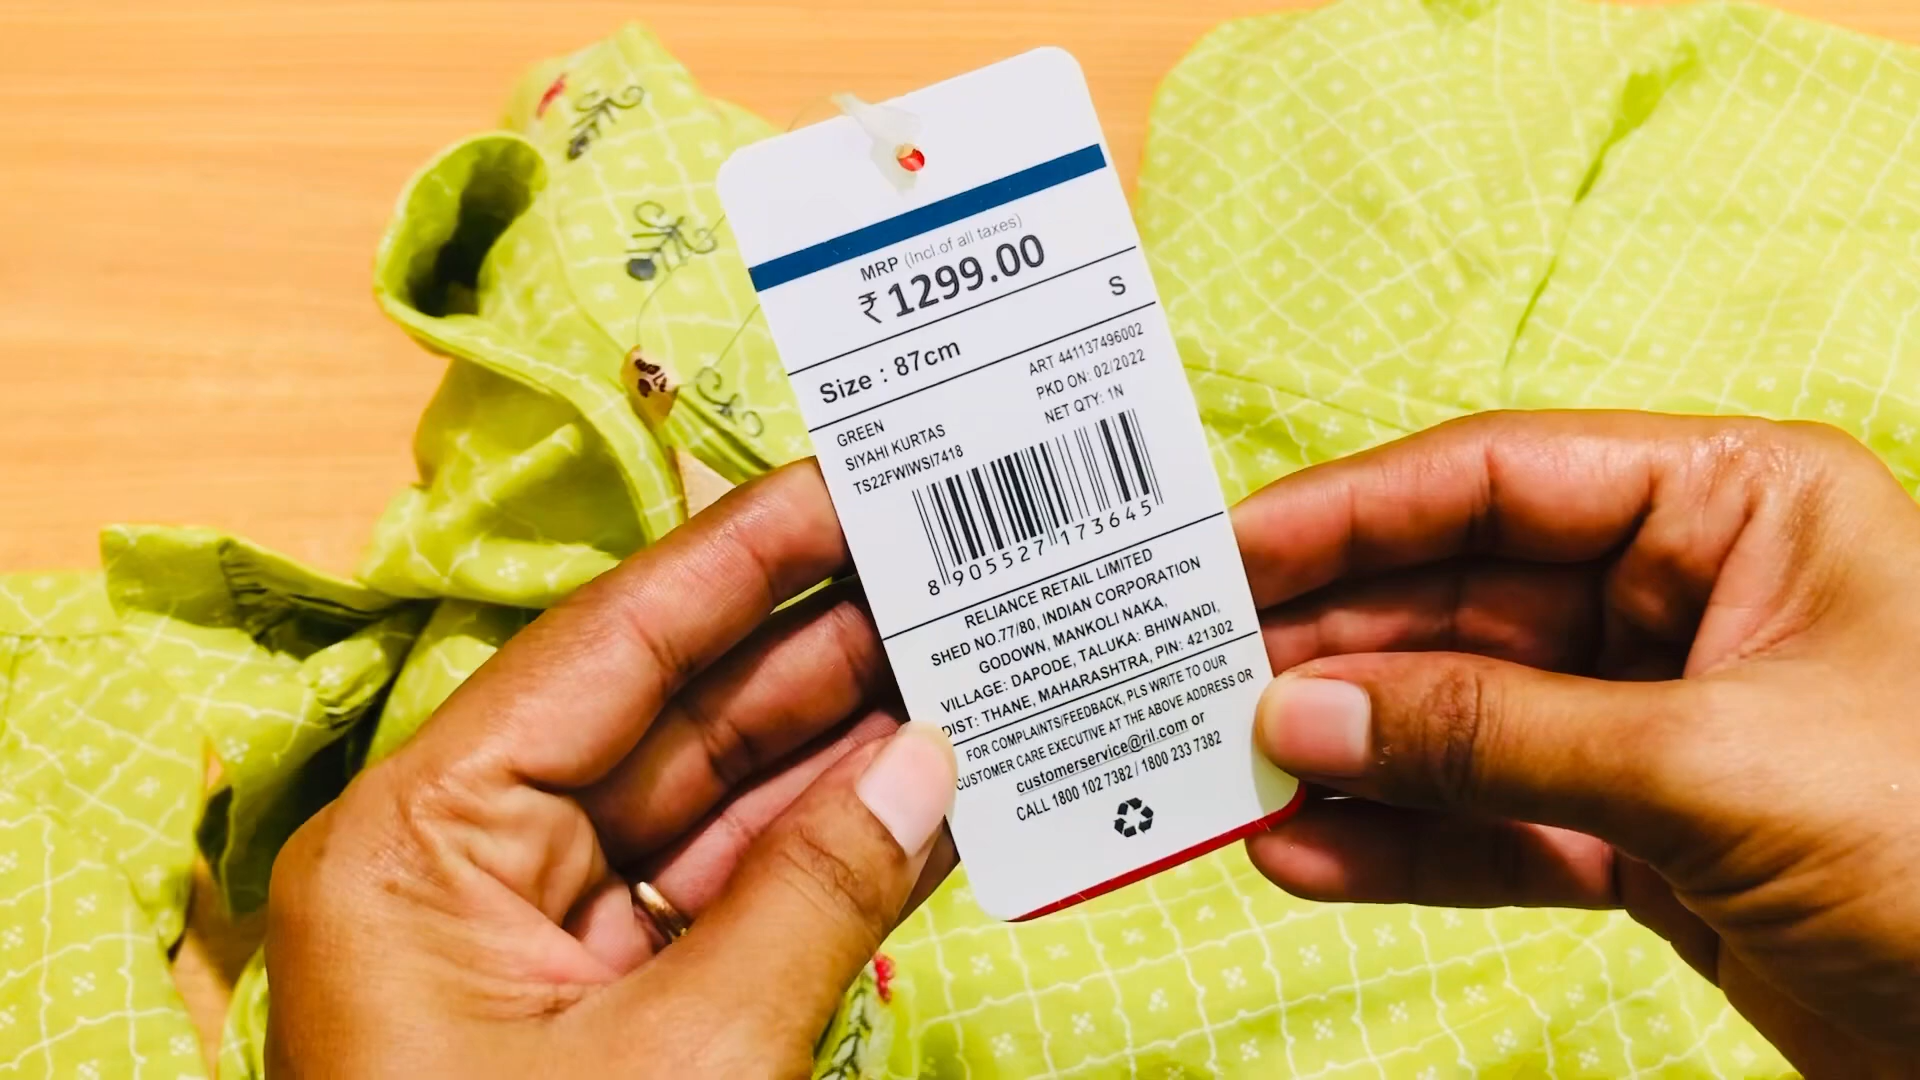 MRP (Incl.of all taxes)
₹ 1299.00
Size : 87cm S
GREEN
SIYAHI KURTAS
TS22FWIWSI7418
ART 441137496002
PKD ON: 02/2022
NET QTY: 1N
8 905527 173645
RELIANCE RETAIL LIMITED
SHED NO.77/80, INDIAN CORPORATION
GODOWN, MANKOLI NAKA,
VILLAGE: DAPODE, TALUKA: BHIWANDI,
DIST: THANE, MAHARASHTRA, PIN: 421302
FOR COMPLAINTS/FEEDBACK, PLS WRITE TO OUR
CUSTOMER CARE EXECUTIVE AT THE ABOVE ADDRESS OR
customerservice@ril.com or
CALL 1800 102 7382 / 1800 233 7382